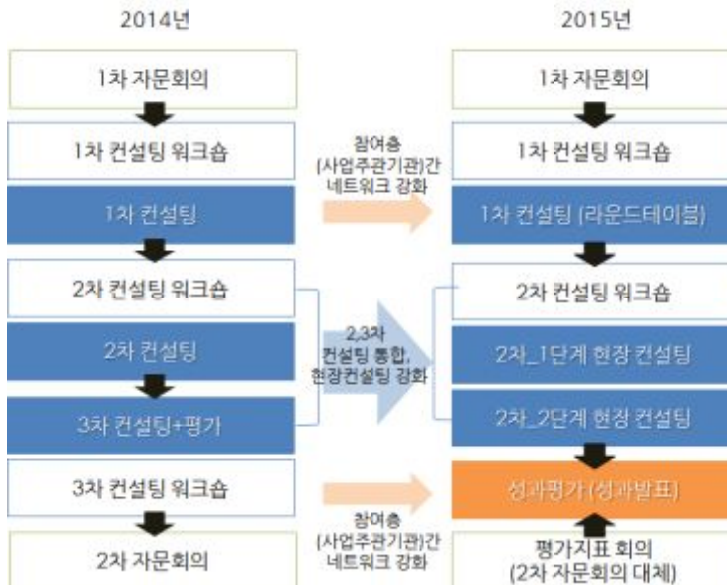 2014년
1차 자문회의
1차 컨설팅 워크숍
1차 컨설팅
2차 컨설팅 워크숍
2차 컨설팅
3차 컨설팅+평가
3차 컨설팅 워크숍
2차 자문회의
참여층
(사업주관기관)간
네트워크 강화
2,3차
컨설팅 통합,
현장컨설팅 강화
참여층
(사업주관기관)간
네트워크 강화
2015년
1차 자문회의
1차 컨설팅 워크숍
1차 컨설팅 (라운드테이블)
2차 컨설팅 워크숍
2차_1단계 현장 컨설팅
2차_2단계 현장 컨설팅
성과평가 (성과발표)
평가지표 회의
(2차 자문회의 대체)